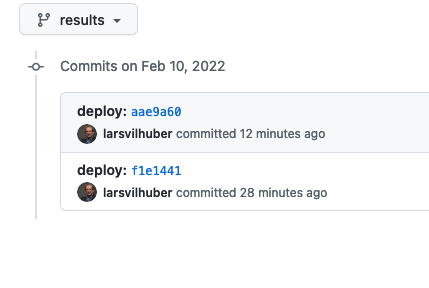 results
Commits on Feb 10, 2022
deploy: aae9a60
larsvilhuber committed 12 minutes ago
deploy: f1e1441
larsvilhuber committed 28 minutes ago